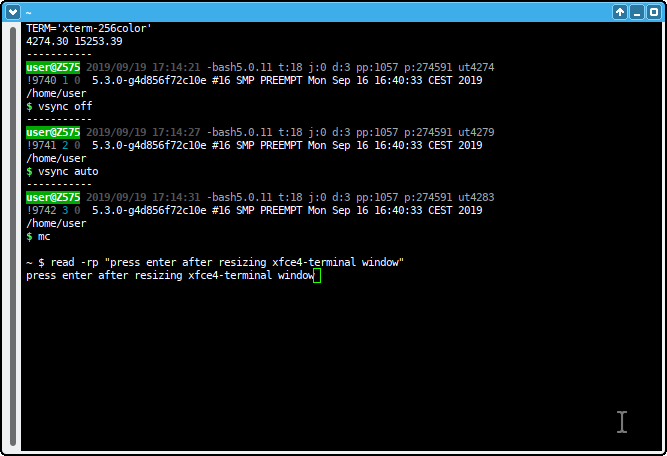 ~
TERM='xterm-256color'
4274.30 15253.39
-----------
user@Z575 2019/09/19 17:14:21 -bash5.0.11 t:18 j:0 d:3 pp:1057 p:274591 ut4274
!9740 1 0  5.3.0-g4d856f72c10e #16 SMP PREEMPT Mon Sep 16 16:40:33 CEST 2019
/home/user
$ vsync off
-----------
user@Z575 2019/09/19 17:14:27 -bash5.0.11 t:18 j:0 d:3 pp:1057 p:274591 ut4279
!9741 2 0  5.3.0-g4d856f72c10e #16 SMP PREEMPT Mon Sep 16 16:40:33 CEST 2019
/home/user
$ vsync auto
-----------
user@Z575 2019/09/19 17:14:31 -bash5.0.11 t:18 j:0 d:3 pp:1057 p:274591 ut4283
!9742 3 0  5.3.0-g4d856f72c10e #16 SMP PREEMPT Mon Sep 16 16:40:33 CEST 2019
/home/user
$ mc
~ $ read -rp "press enter after resizing xfce4-terminal window"
press enter after resizing xfce4-terminal window